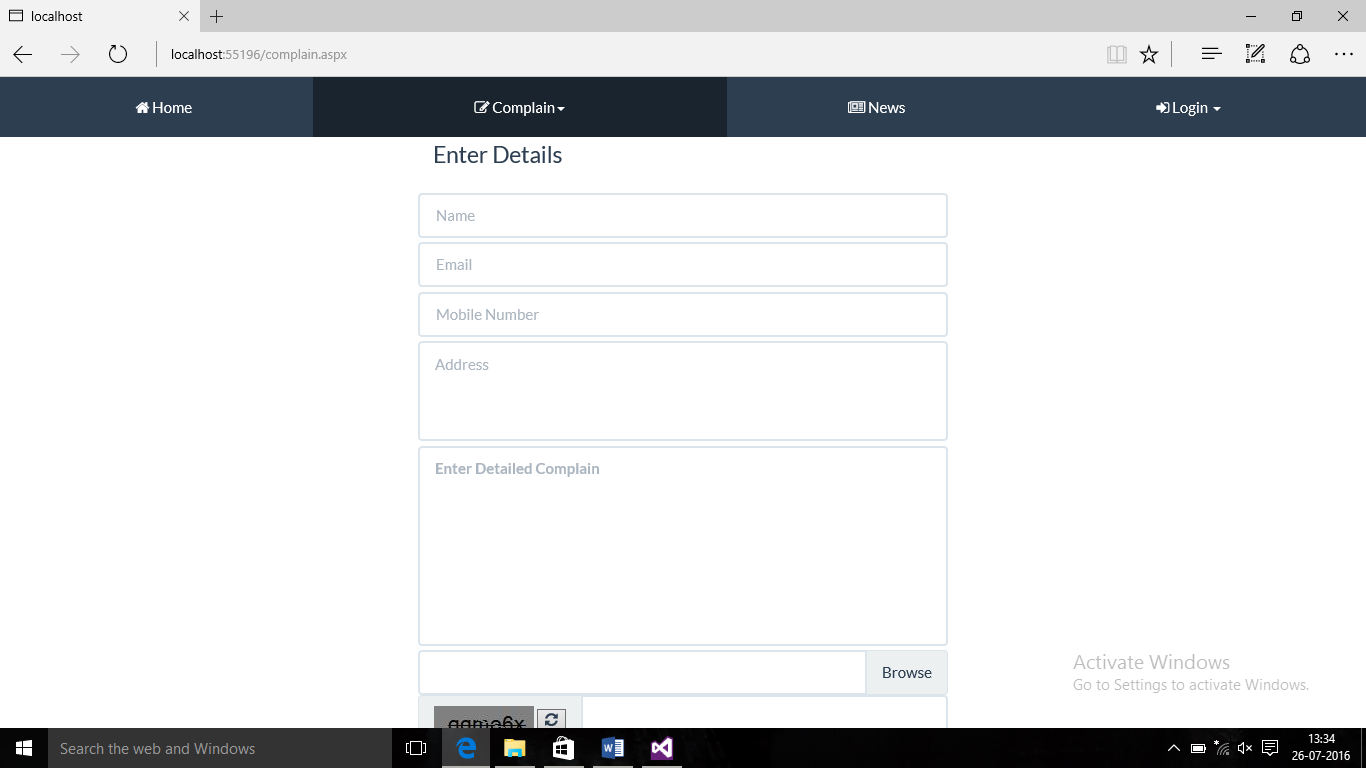 localhost
localhost:55196/complain.aspx
Home Complain News Login
Enter Details
Name
Email
Mobile Number
Address
Enter Detailed Complain
Browse
Activate Windows
Go to Settings to activate Windows.
Search the web and Windows
13:34
26-07-2016